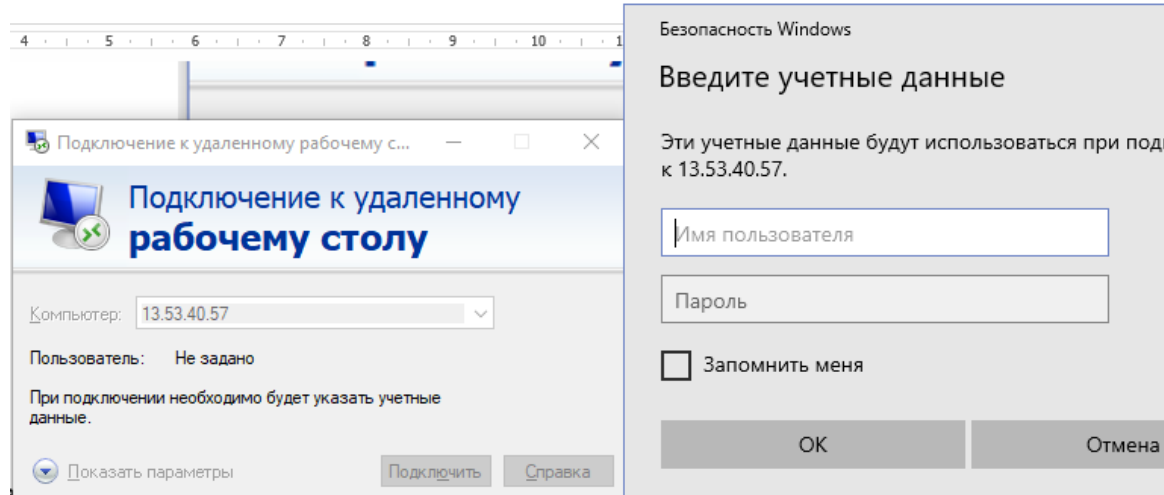 4 5 6 7 8 9 10 1
Подключение к удаленному рабочему с...
Подключение к удаленному
рабочему столу
Компьютер: 13.53.40.57
Пользователь: Не задано
При подключении необходимо будет указать учетные
данные.
Показать параметры Подключить Справка
Безопасность Windows
Введите учетные данные
Эти учетные данные будут использоваться при под
к 13.53.40.57.
Имя пользователя
Пароль
Запомнить меня
ОК Отмена